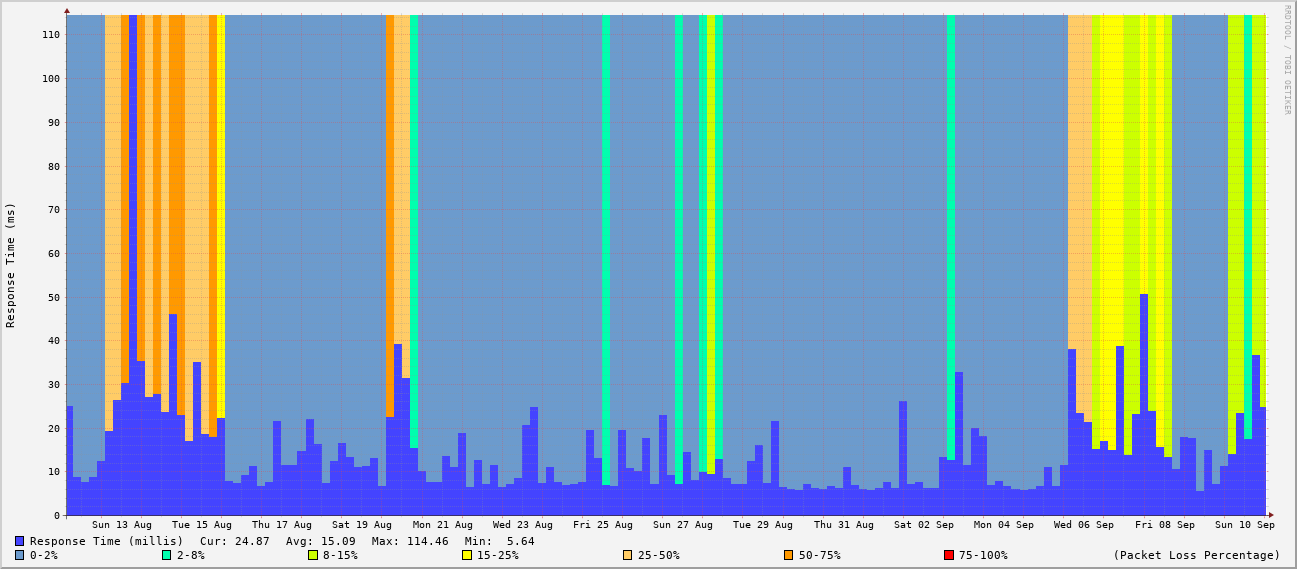 RRDTOOL / TOBI OETIKER
Response Time (ms)
110
100
90
80
70
60
50
40
30
20
10
0
Sun 13 Aug Tue 15 Aug Thu 17 Aug Sat 19 Aug Mon 21 Aug Wed 23 Aug Fri 25 Aug Sun 27 Aug Tue 29 Aug Thu 31 Aug Sat 02 Sep Mon 04 Sep Wed 06 Sep Fri 08 Sep Sun 10 Sep
Response Time (millis) Cur: 24.87 Avg: 15.09 Max: 114.46 Min: 5.64
0-2% 2-8% 8-15% 15-25% 25-50% 50-75% 75-100% (Packet Loss Percentage)